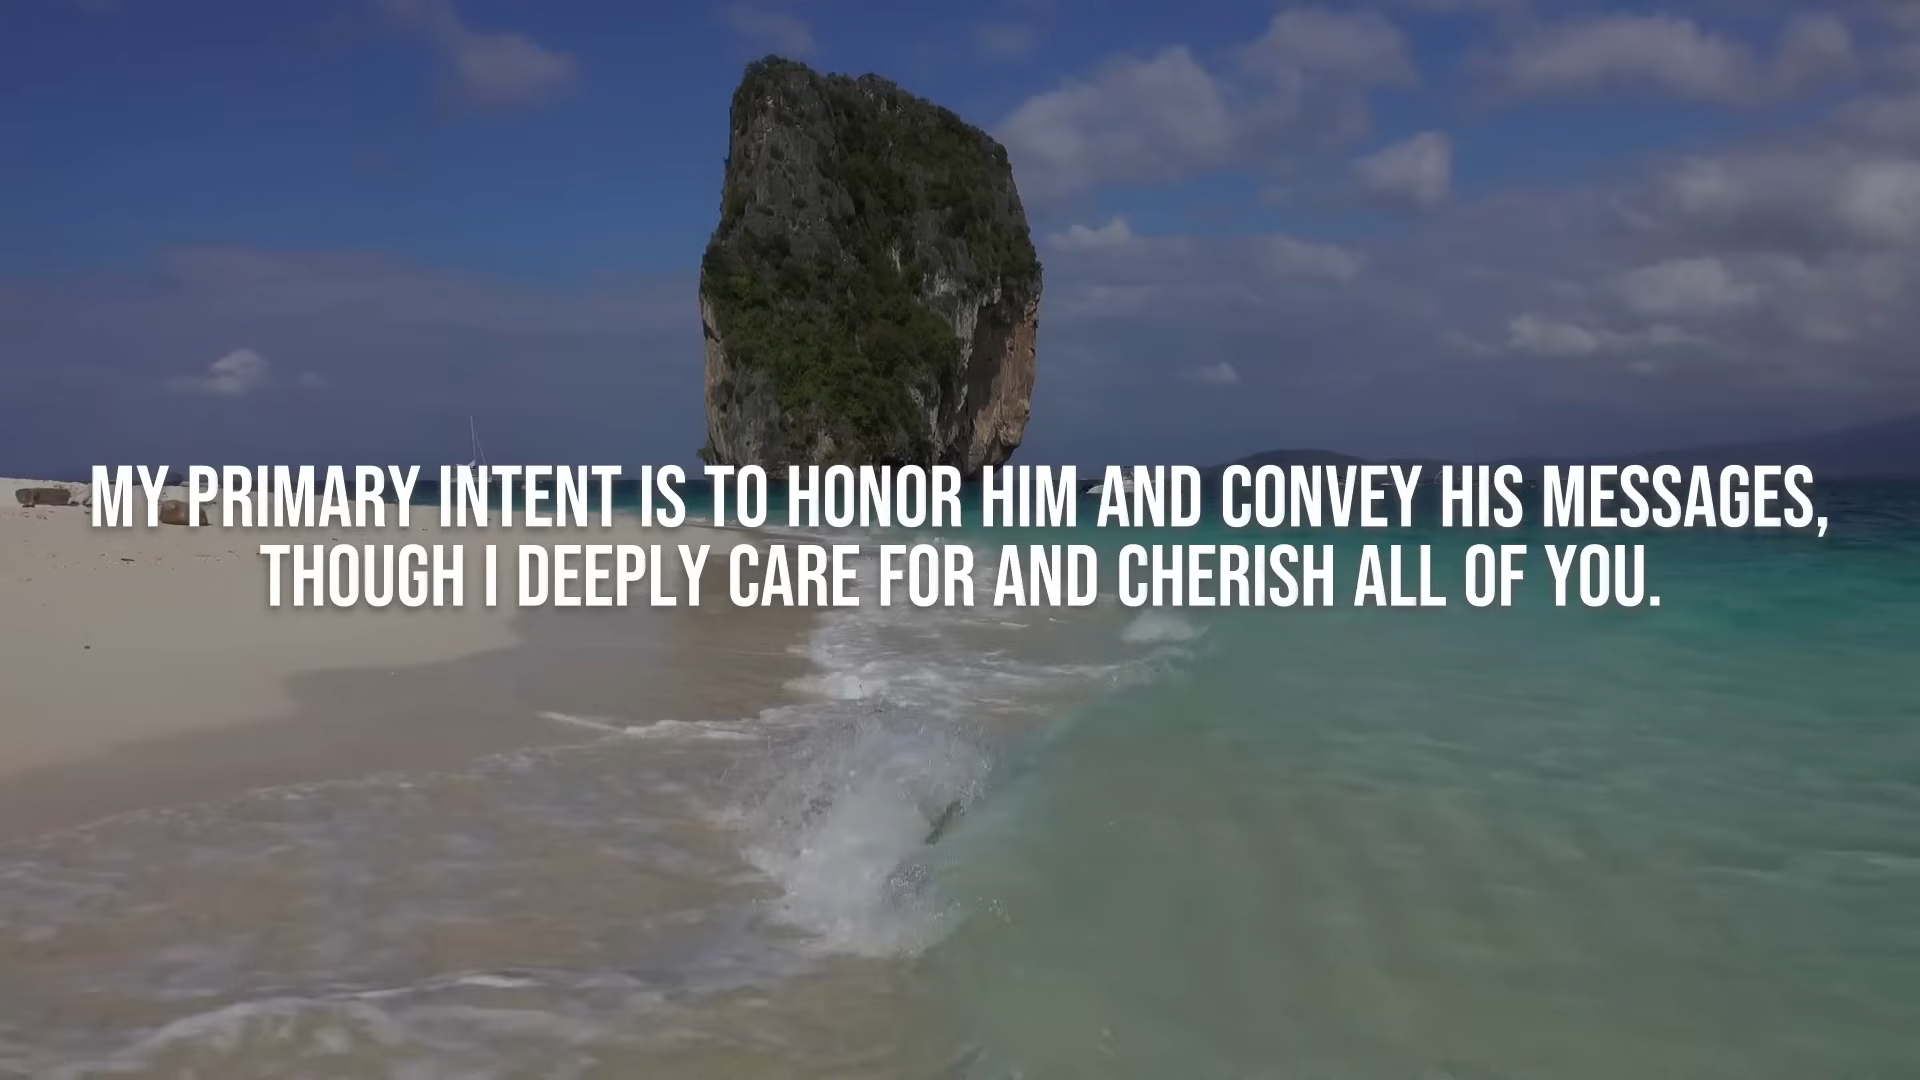 MY PRIMARY INTENT IS TO HONOR HIM AND CONVEY HIS MESSAGES,
THOUGH I DEEPLY CARE FOR AND CHERISH ALL OF YOU.